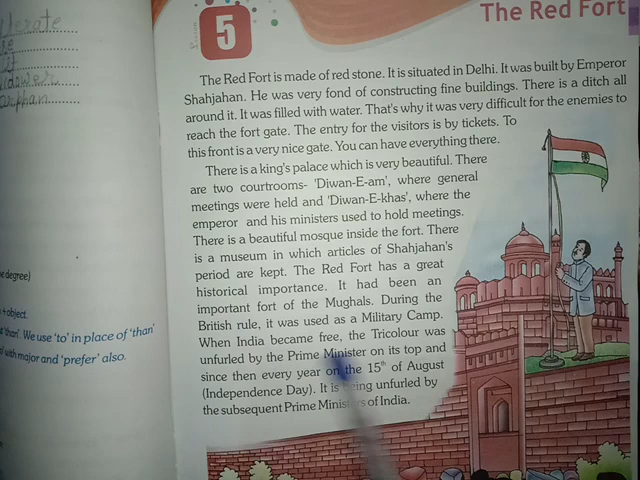 Lesson
5
The Red Fort
The Red Fort is made of red stone. It is situated in Delhi. It was built by Emperor
Shahjahan. He was very fond of constructing fine buildings. There is a ditch all
around it. It was filled with water. That's why it was very difficult for the enemies to
reach the fort gate. The entry for the visitors is by tickets. To
this front is a very nice gate. You can have everything there.
There is a king's palace which is very beautiful. There
are two courtrooms- 'Diwan-E-am', where general
meetings were held and 'Diwan-E-khas', where the
emperor and his ministers used to hold meetings.
There is a beautiful mosque inside the fort. There
is a museum in which articles of Shahjahan's
period are kept. The Red Fort has a great
historical importance. It had been an
important fort of the Mughals. During the
British rule, it was used as a Military Camp.
When India became free, the Tricolour was
unfurled by the Prime Minister on its top and
since then every year on the 15th of August
(Independence Day). It is being unfurled by
the subsequent Prime Ministers of India.
degree)
+object.
'than'. We use 'to' in place of 'than'
with major and 'prefer' also.